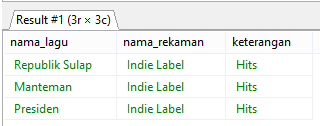 Result #1 (3r × 3c)
nama_lagu nama_rekaman keterangan
Republik Sulap Indie Label Hits
Manteman Indie Label Hits
Presiden Indie Label Hits